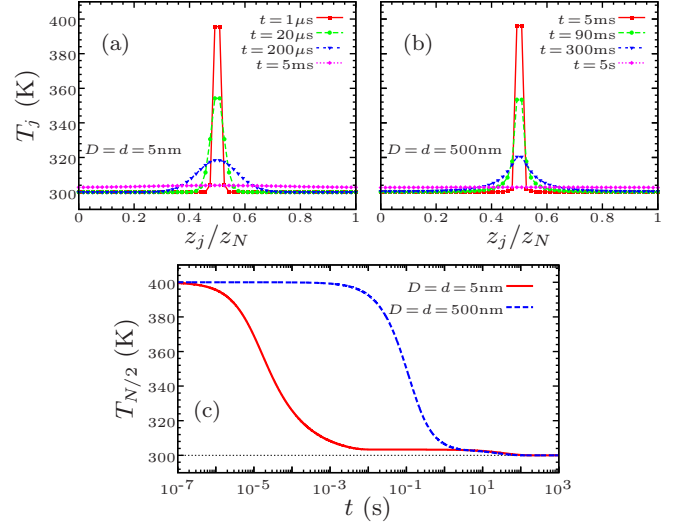 (a)
t=1μs
t=20μs
t=200μs
t=5ms
D=d=5nm
T_j (K)
400
380
360
340
320
300
0 0.2 0.4 0.6 0.8 1
z_j/z_N
(b)
t=5ms
t=90ms
t=300ms
t=5s
D=d=500nm
0 0.2 0.4 0.6 0.8 1
z_j/z_N
D=d=5nm
D=d=500nm
T_{N/2} (K)
400
380
360
340
320
300
(c)
10^{-7} 10^{-5} 10^{-3} 10^{-1} 10^{1} 10^{3}
t (s)